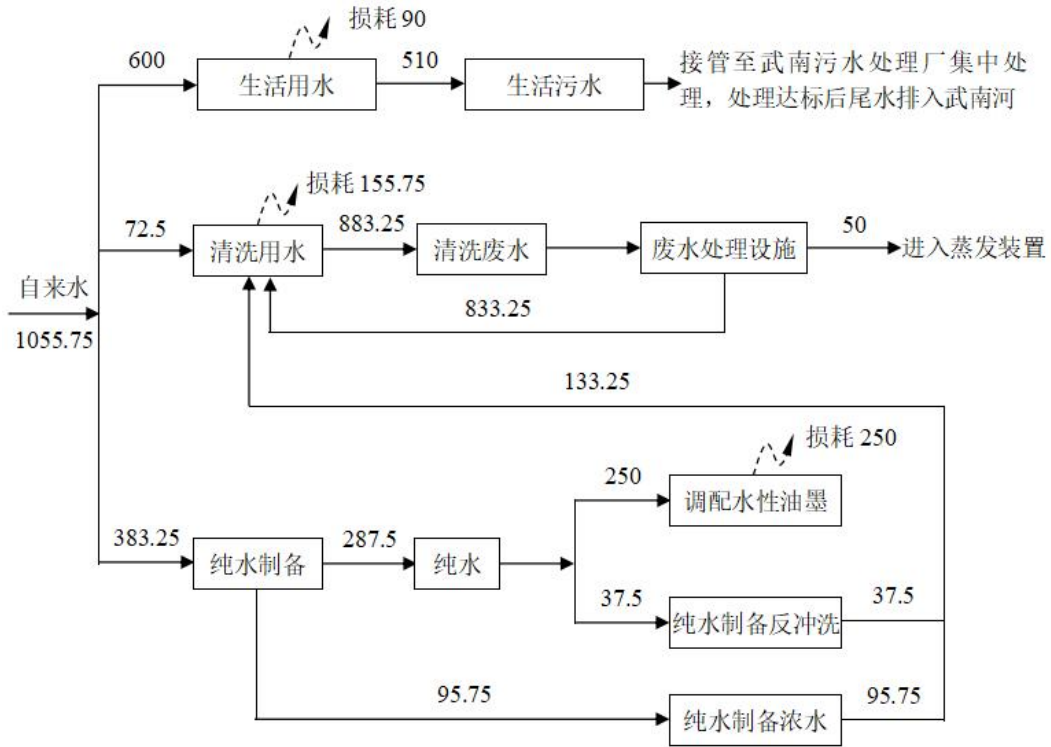 损耗 90
600
生活用水
510
生活污水
接管至武南污水处理厂集中处
理，处理达标后尾水排入武南河
损耗 155.75
72.5
清洗用水
883.25
清洗废水
废水处理设施
50
进入蒸发装置
自来水
1055.75
833.25
133.25
损耗 250
250
调配水性油墨
383.25
纯水制备
287.5
纯水
37.5
纯水制备反冲洗
37.5
95.75
纯水制备浓水
95.75